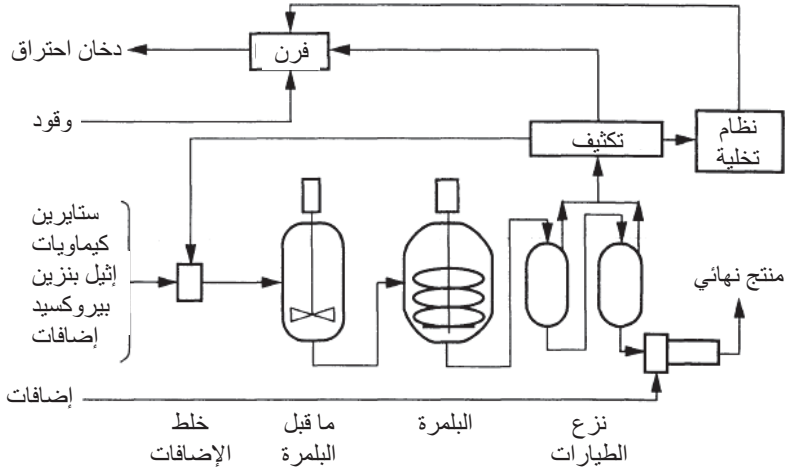 فرن
دخان احتراق
وقود
تكثيف
نظام
تخلية
ستايرين
كيماويات
إثيل بنزين
بيروكسيد
إضافات
منتج نهائي
إضافات
خلط
الإضافات
ما قبل
البلمرة
البلمرة
نزع
الطيارات